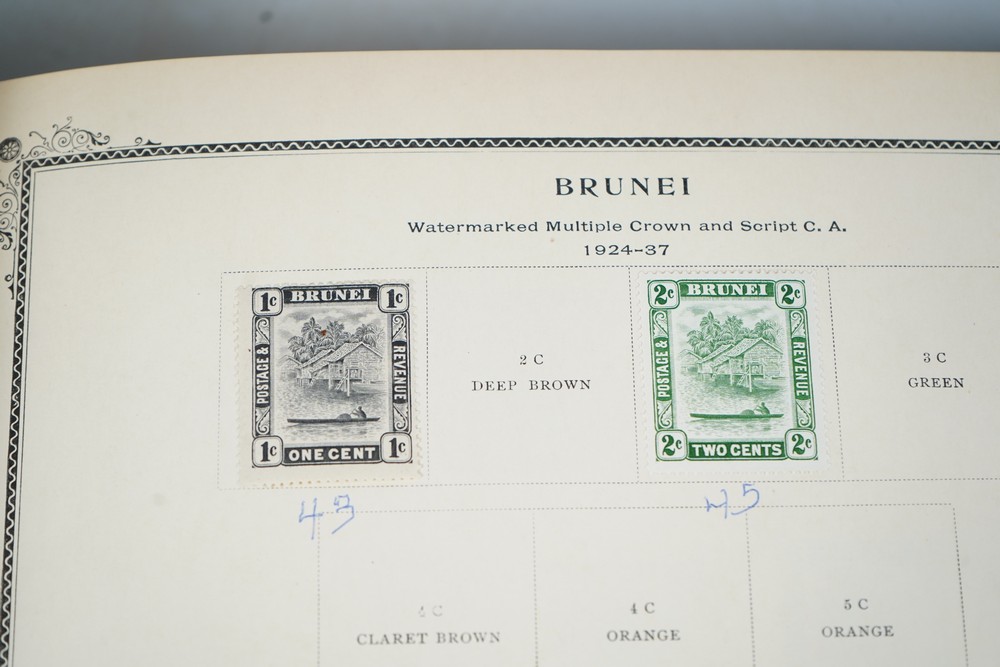 BRUNEI
Watermarked Multiple Crown and Script C. A.
1924-37
1c BRUNEI 1c
POSTAGE & REVENUE
1c ONE CENT 1c
2 C
DEEP BROWN
2c BRUNEI 2c
POSTAGE & REVENUE
2c TWO CENTS 2c
3 C
GREEN
43
45
4 C
CLARET BROWN
4 C
ORANGE
5 C
ORANGE